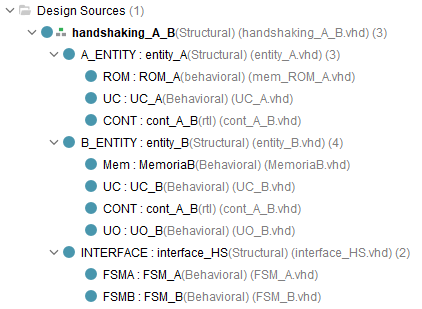 Design Sources (1)
handshaking_A_B(Structural) (handshaking_A_B.vhd) (3)
A_ENTITY : entity_A(Structural) (entity_A.vhd) (3)
ROM : ROM_A(behavioral) (mem_ROM_A.vhd)
UC : UC_A(Behavioral) (UC_A.vhd)
CONT : cont_A_B(rtl) (cont_A_B.vhd)
B_ENTITY : entity_B(Structural) (entity_B.vhd) (4)
Mem : MemoriaB(Behavioral) (MemoriaB.vhd)
UC : UC_B(Behavioral) (UC_B.vhd)
CONT : cont_A_B(rtl) (cont_A_B.vhd)
UO : UO_B(Behavioral) (UO_B.vhd)
INTERFACE : interface_HS(Structural) (interface_HS.vhd) (2)
FSMA : FSM_A(Behavioral) (FSM_A.vhd)
FSMB : FSM_B(Behavioral) (FSM_B.vhd)